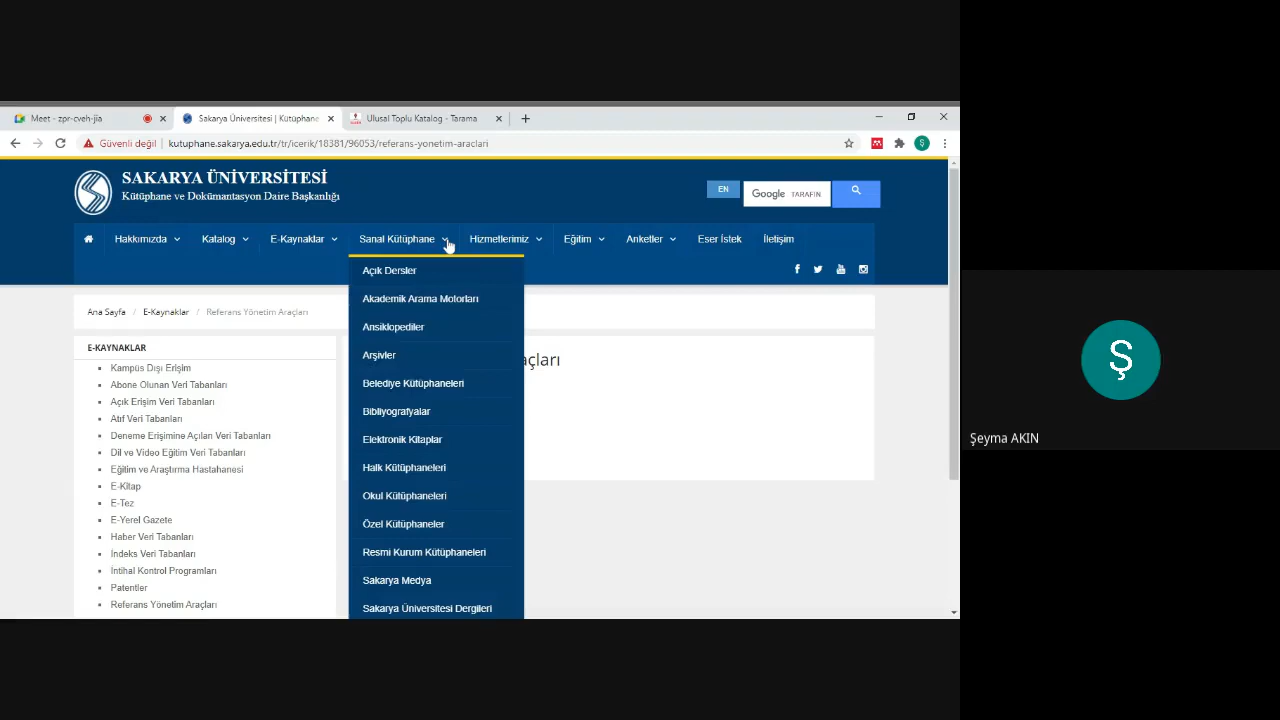 Meet - zpr-cveh-jia
Sakarya Üniversitesi | Kütüphane
Ulusal Toplu Katalog - Tarama
Güvenli değil
kutuphane.sakarya.edu.tr/tr/icerik/18381/96053/referans-yonetim-araclari
Ş
SAKARYA ÜNİVERSİTESİ
Kütüphane ve Dokümantasyon Daire Başkanlığı
EN
Google TARAFIN
Hakkımızda
Katalog
E-Kaynaklar
Sanal Kütüphane
Hizmetlerimiz
Eğitim
Anketler
Eser İstek
İletişim
Açık Dersler
Akademik Arama Motorları
Ansiklopediler
Arşivler
Belediye Kütüphaneleri
Bibliyografyalar
Elektronik Kitaplar
Halk Kütüphaneleri
Okul Kütüphaneleri
Özel Kütüphaneler
Resmi Kurum Kütüphaneleri
Sakarya Medya
Sakarya Üniversitesi Dergileri
Ana Sayfa / E-Kaynaklar / Referans Yönetim Araçları
açları
E-KAYNAKLAR
Kampüs Dışı Erişim
Abone Olunan Veri Tabanları
Açık Erişim Veri Tabanları
Atıf Veri Tabanları
Deneme Erişimine Açılan Veri Tabanları
Dil ve Video Eğitim Veri Tabanları
Eğitim ve Araştırma Hastahanesi
E-Kitap
E-Tez
E-Yerel Gazete
Haber Veri Tabanları
İndeks Veri Tabanları
İntihal Kontrol Programları
Patentler
Referans Yönetim Araçları
Ş
Şeyma AKIN